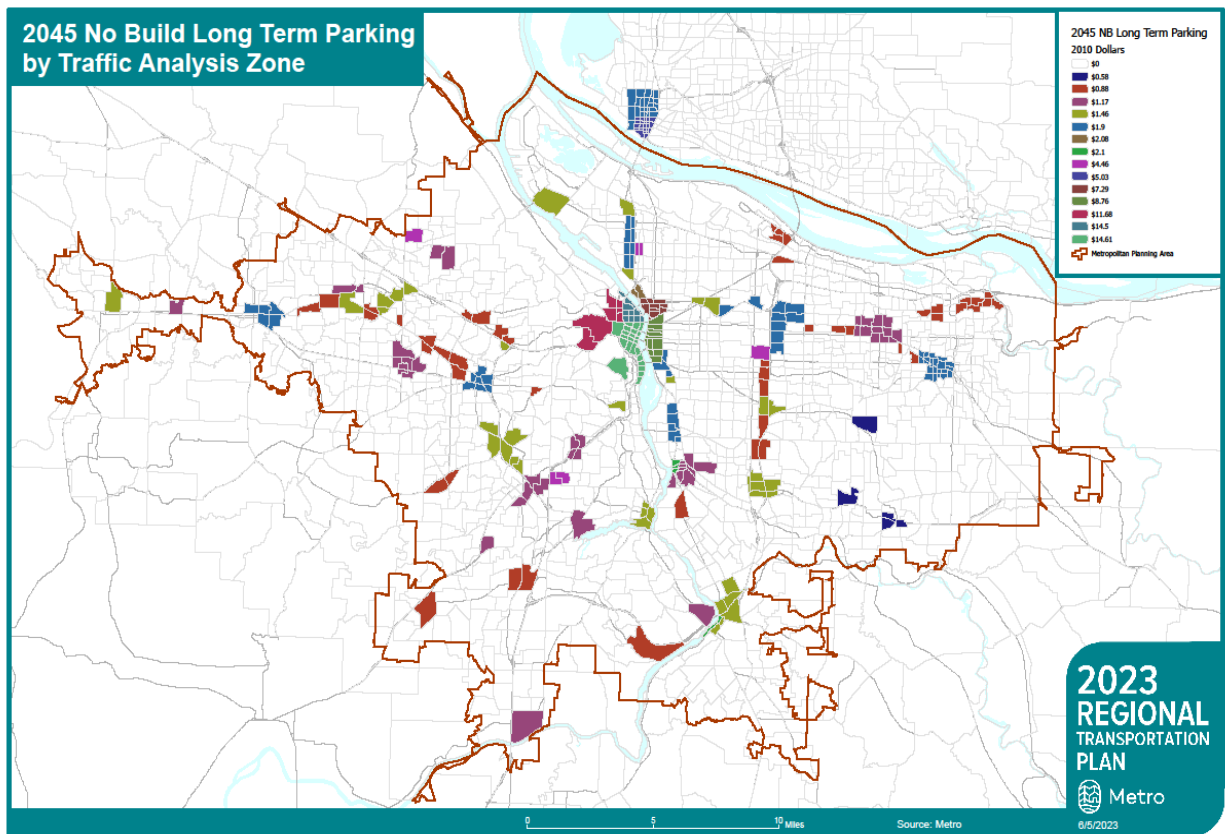 2045 No Build Long Term Parking
by Traffic Analysis Zone
2045 NB Long Term Parking
2010 Dollars
$0
$0.58
$0.88
$1.17
$1.46
$1.9
$2.08
$2.1
$4.46
$5.03
$7.29
$8.76
$11.68
$14.5
$14.61
Metropolitan Planning Area
2023
REGIONAL
TRANSPORTATION
PLAN
Metro
0 5 10
Miles
Source: Metro
6/5/2023